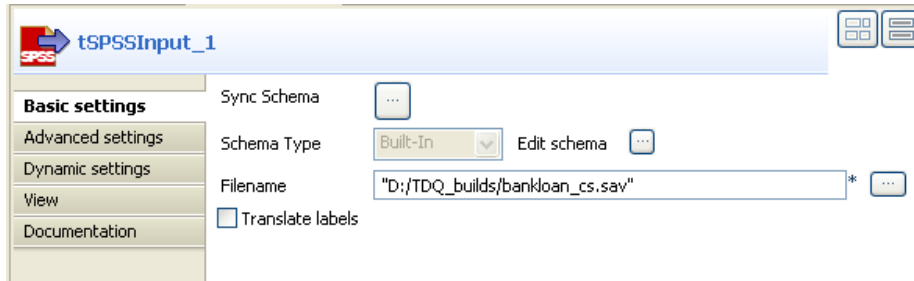 SPSS
tSPSSInput_1
Basic settings
Advanced settings
Dynamic settings
View
Documentation
Sync Schema ...
Schema Type Built-In Edit schema ...
Filename "D:/TDQ_builds/bankloan_cs.sav" * ...
Translate labels